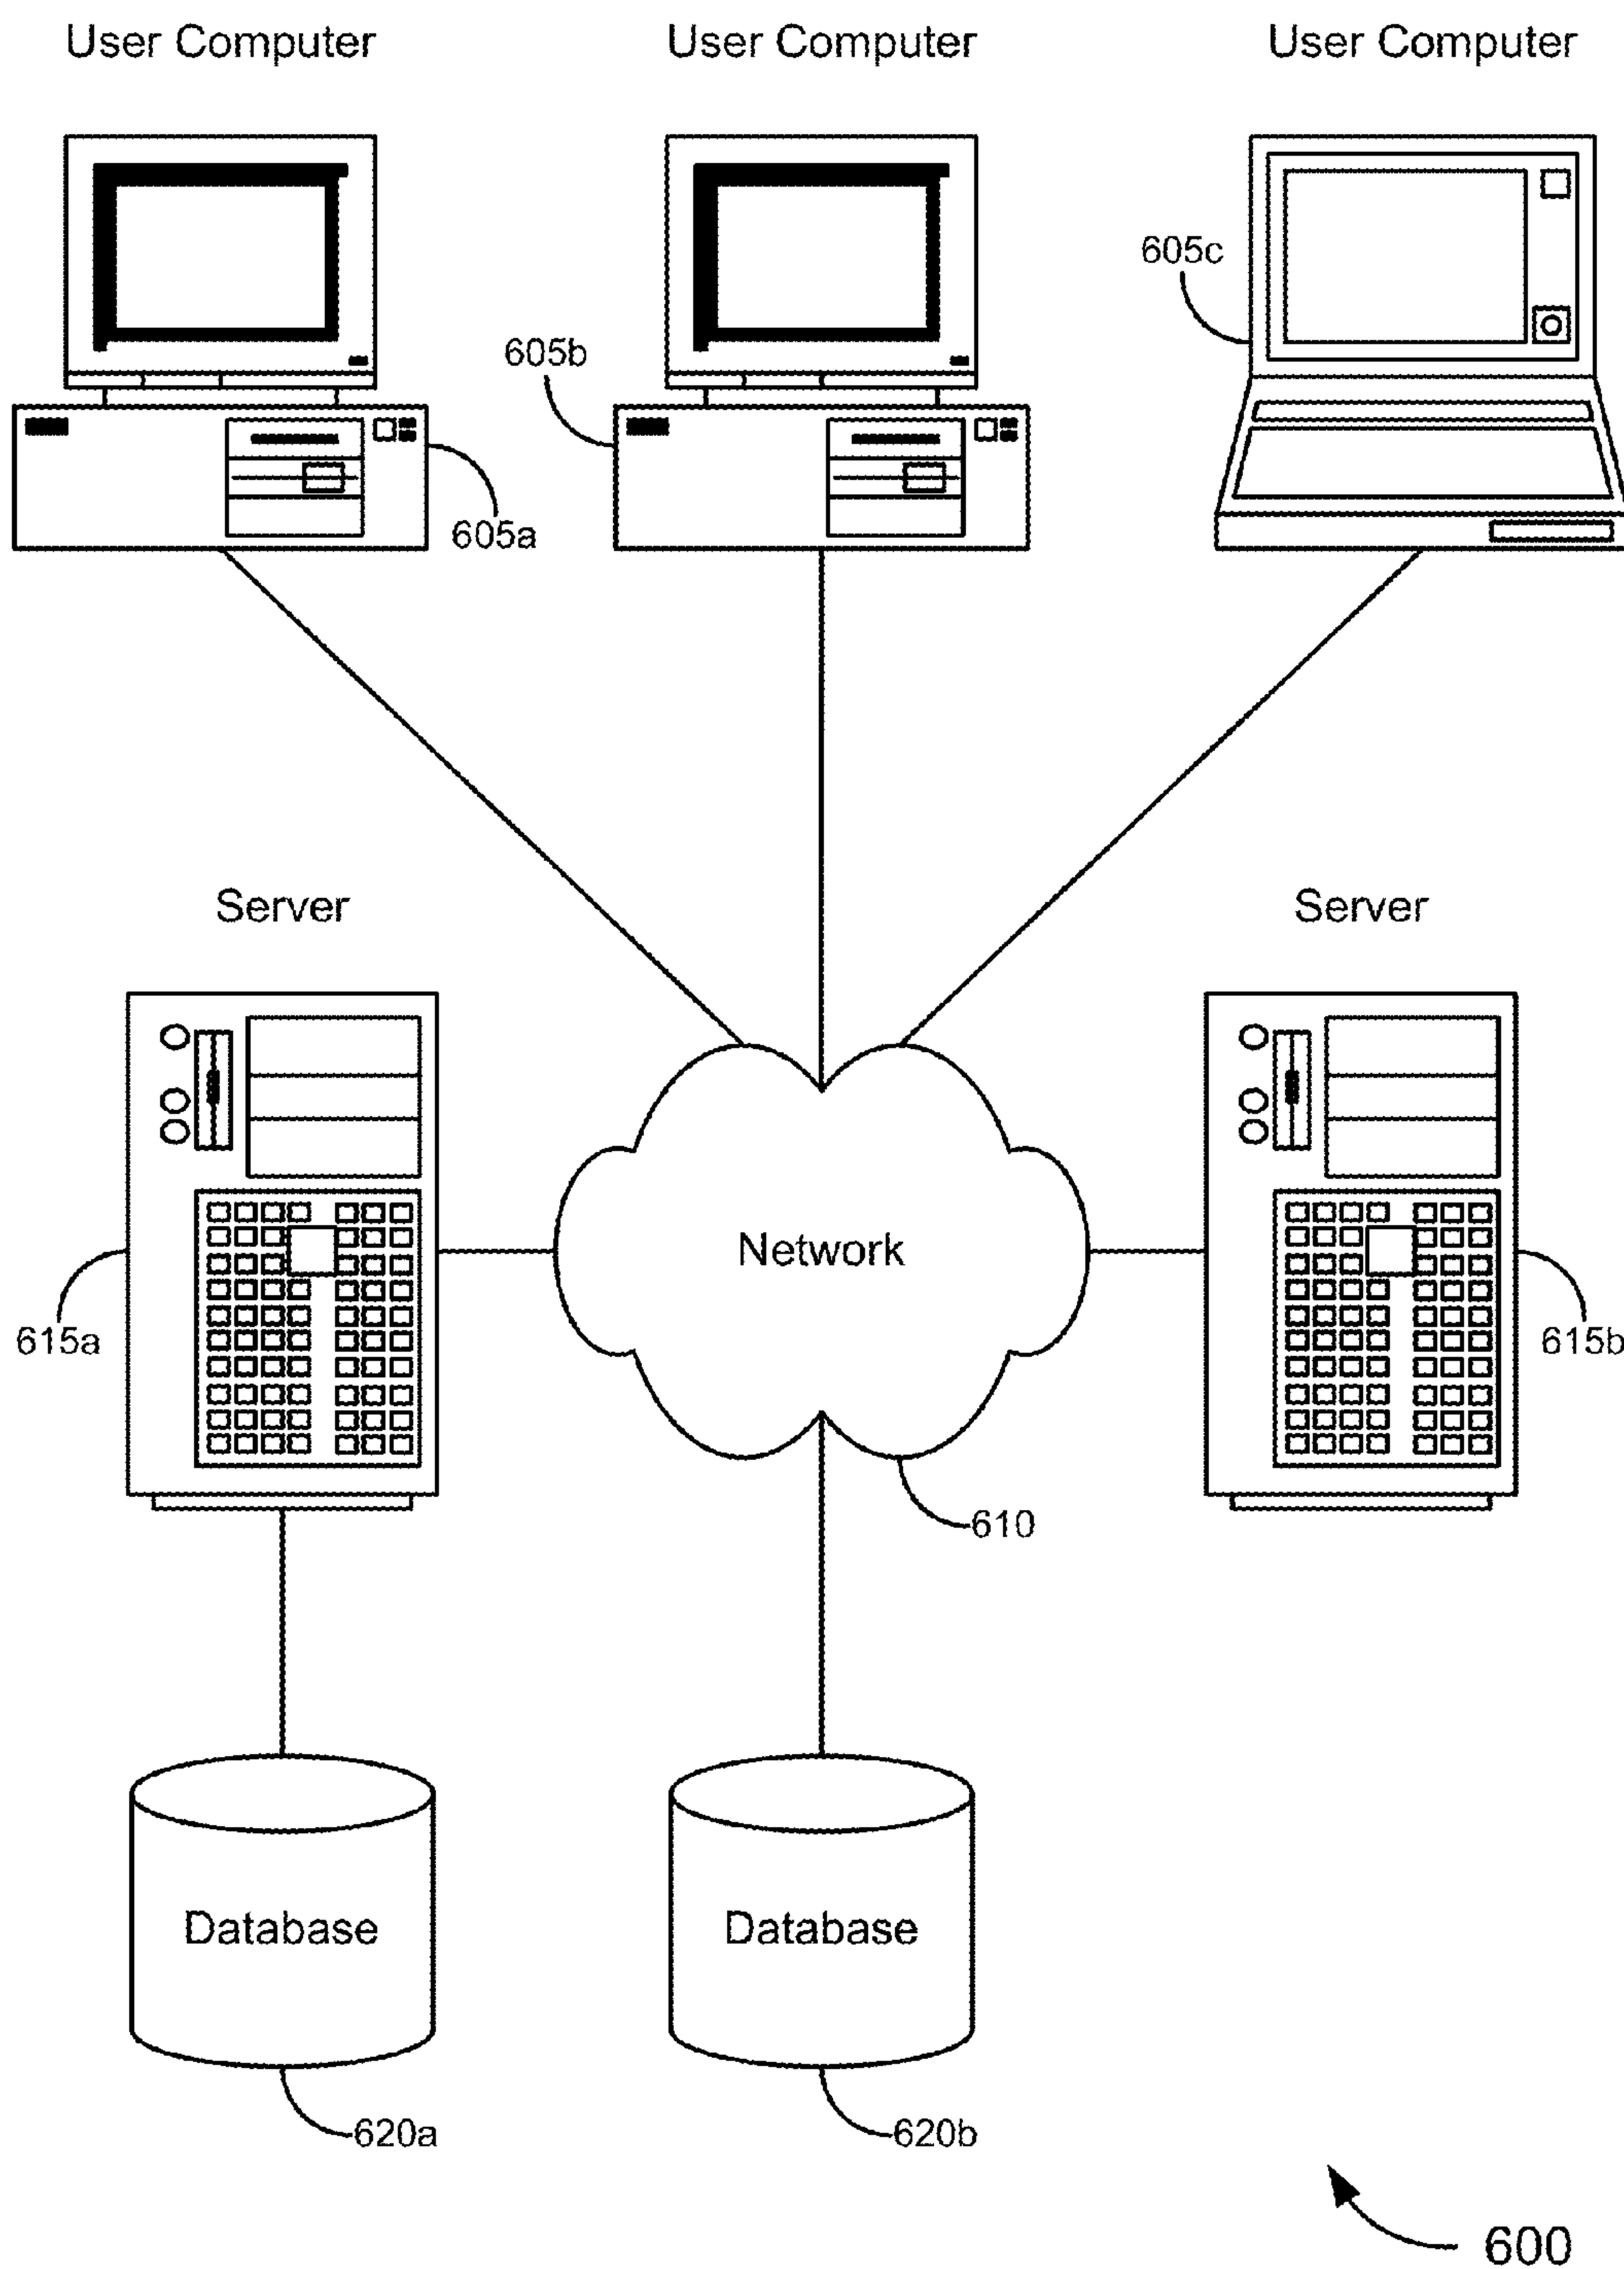 User Computer
User Computer
User Computer
605c
605b
605a
Server
Server
Network
615a
615b
610
Database
Database
620a
620b
600